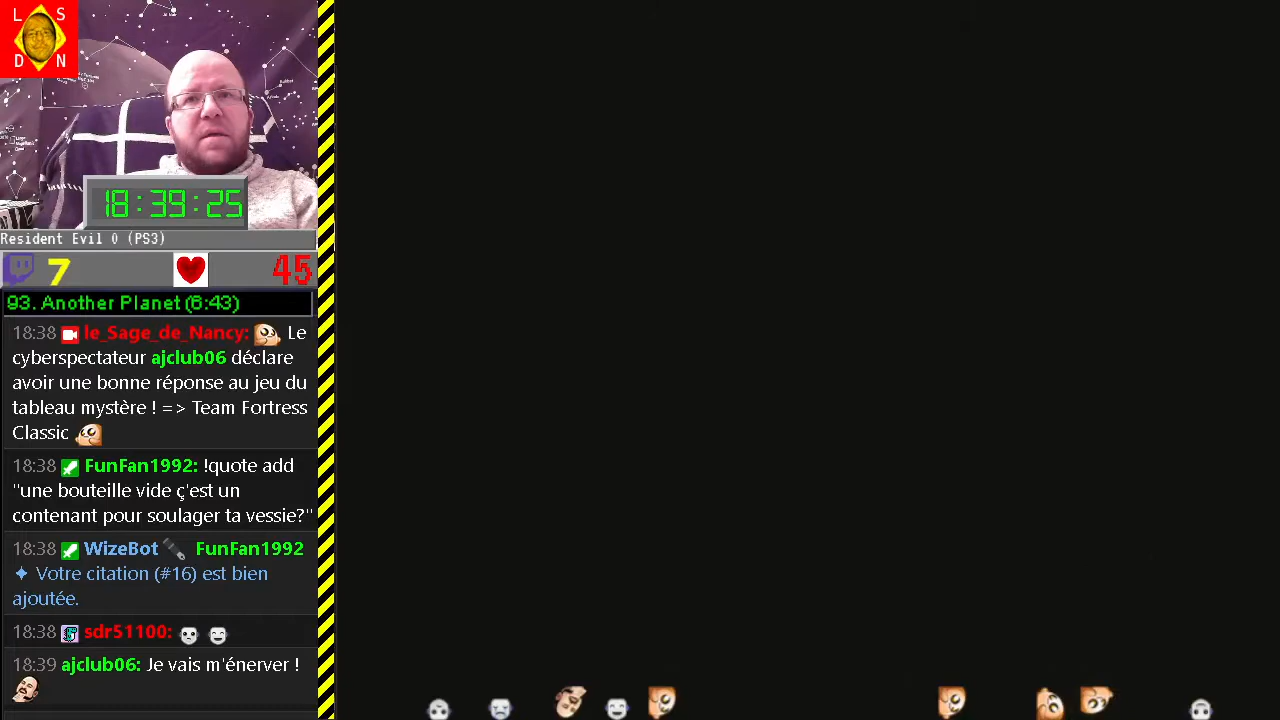 L S
D N
18:39:25
Resident Evil 0 (PS3)
7 45
93. Another Planet (6:43)
18:38 le_Sage_de_Nancy: Le
cyberspectateur ajclub06 déclare
avoir une bonne réponse au jeu du
tableau mystère ! => Team Fortress
Classic
18:38 FunFan1992: !quote add
"une bouteille vide ç'est un
contenant pour soulager ta vessie?"
18:38 WizeBot FunFan1992
✦ Votre citation (#16) est bien
ajoutée.
18:38 sdr51100:
18:39 ajclub06: Je vais m'énerver !